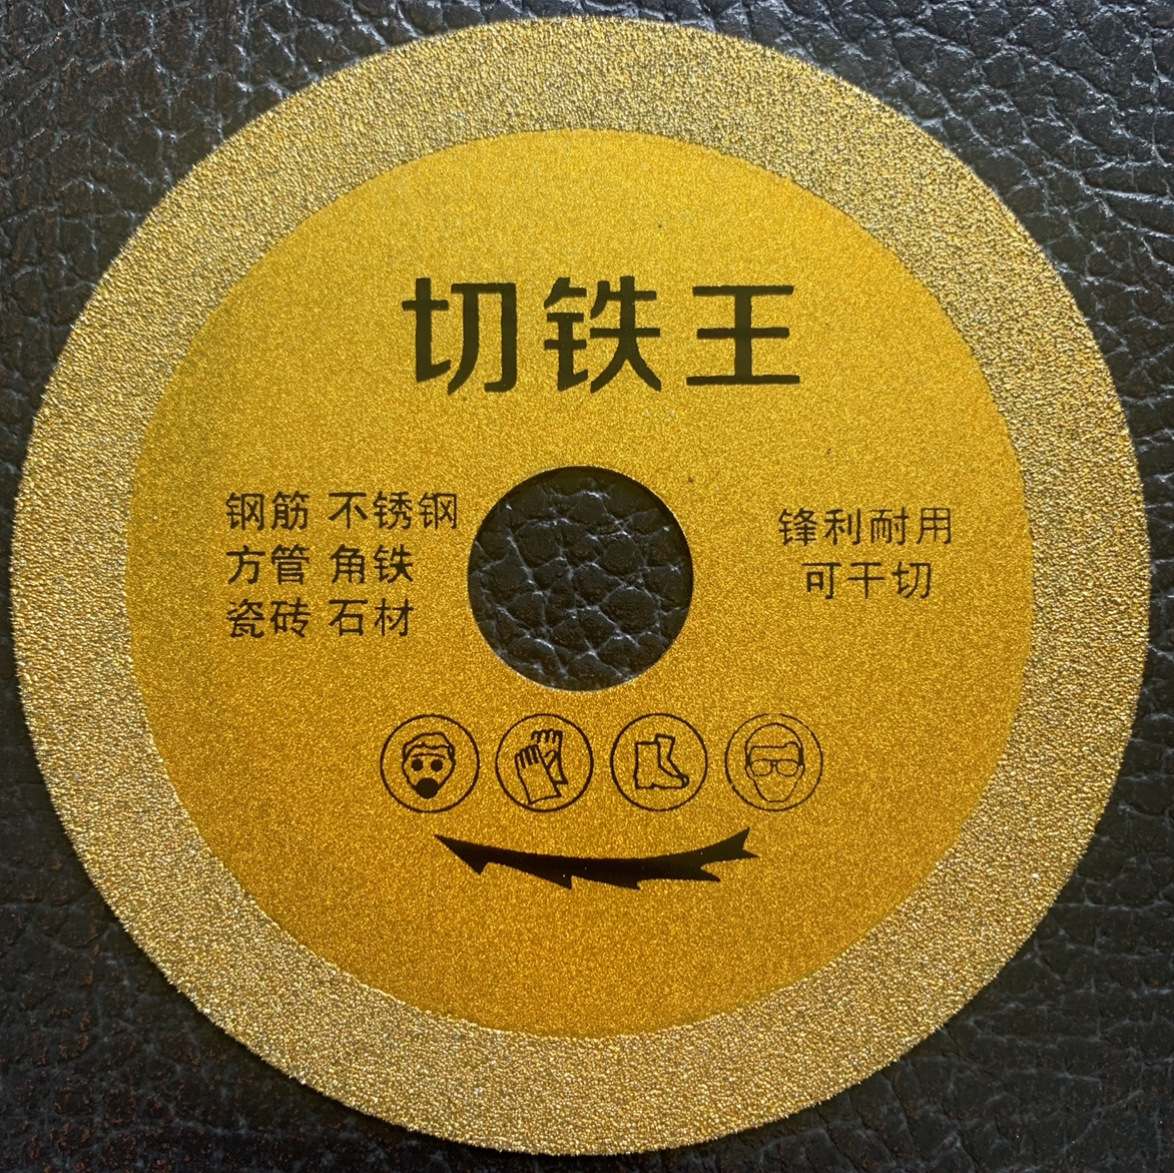 切铁王
钢筋 不锈钢
方管 角铁
瓷砖 石材
锋利耐用
可干切